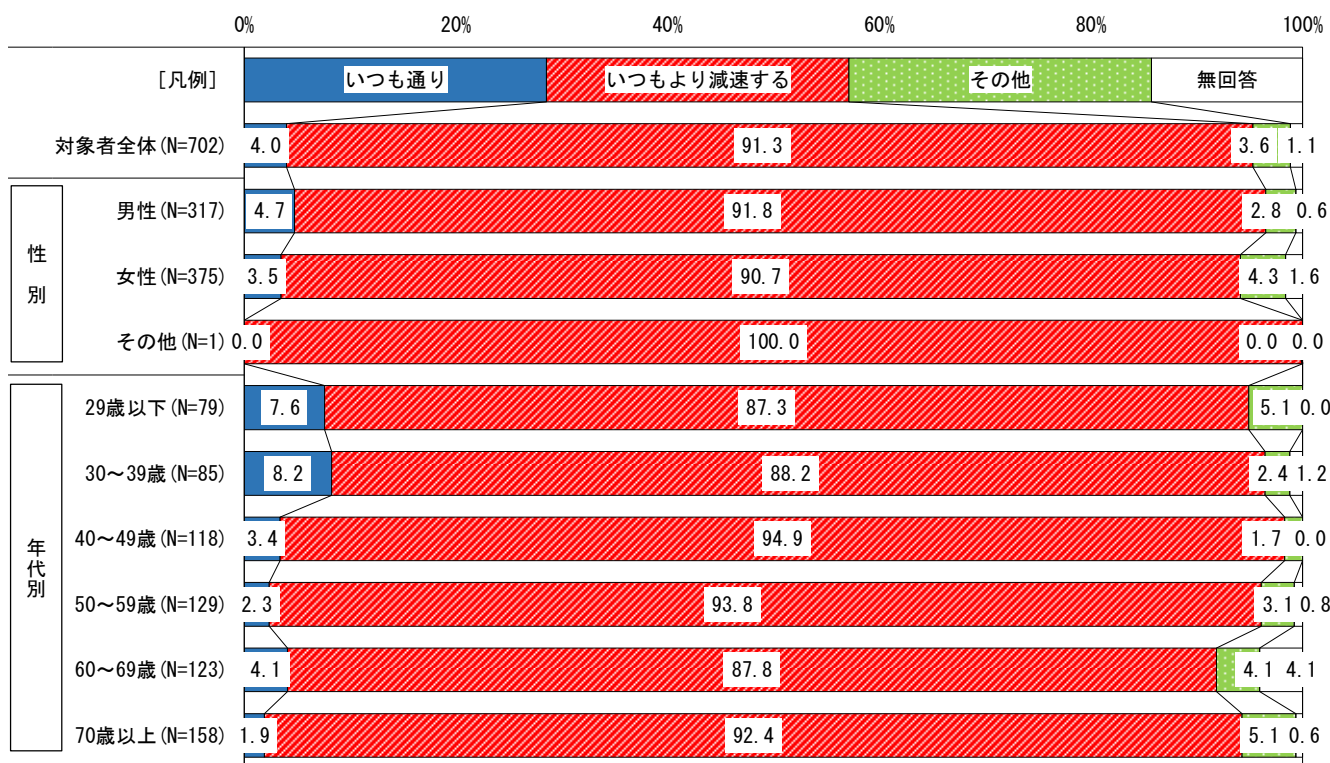 0% 20% 40% 60% 80% 100%
[凡例] いつも通り いつもより減速する その他 無回答
対象者全体(N=702) 4.0 91.3 3.6 1.1
性別
男性(N=317) 4.7 91.8 2.8 0.6
女性(N=375) 3.5 90.7 4.3 1.6
その他(N=1) 0.0 100.0 0.0 0.0
年代別
29歳以下(N=79) 7.6 87.3 5.1 0.0
30～39歳(N=85) 8.2 88.2 2.4 1.2
40～49歳(N=118) 3.4 94.9 1.7 0.0
50～59歳(N=129) 2.3 93.8 3.1 0.8
60～69歳(N=123) 4.1 87.8 4.1 4.1
70歳以上(N=158) 1.9 92.4 5.1 0.6